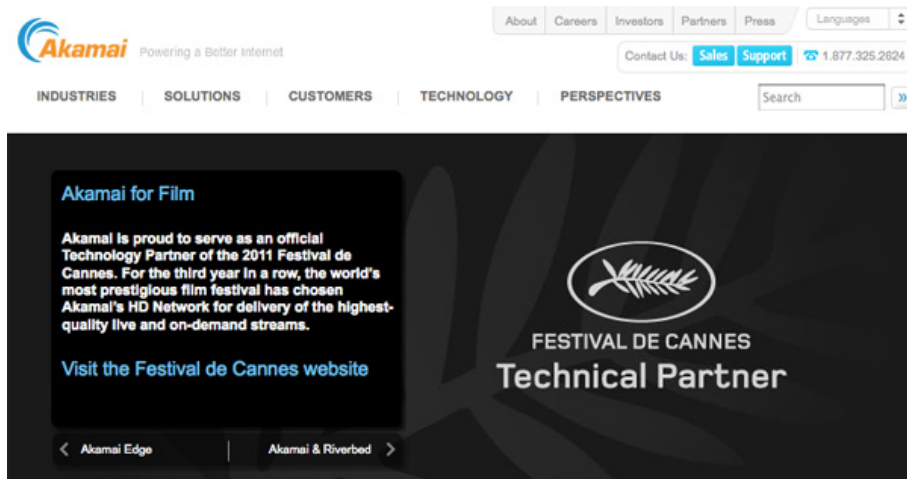 About Careers Investors Partners Press Languages
Akamai Powering a Better Internet
Contact Us: Sales Support 1.877.325.2624
INDUSTRIES SOLUTIONS CUSTOMERS TECHNOLOGY PERSPECTIVES Search
Akamai for Film
Akamai is proud to serve as an official
Technology Partner of the 2011 Festival de
Cannes. For the third year in a row, the world's
most prestigious film festival has chosen
Akamai's HD Network for delivery of the highest-
quality live and on-demand streams.
Visit the Festival de Cannes website
FESTIVAL DE CANNES
Technical Partner
Akamai Edge
Akamai & Riverbed